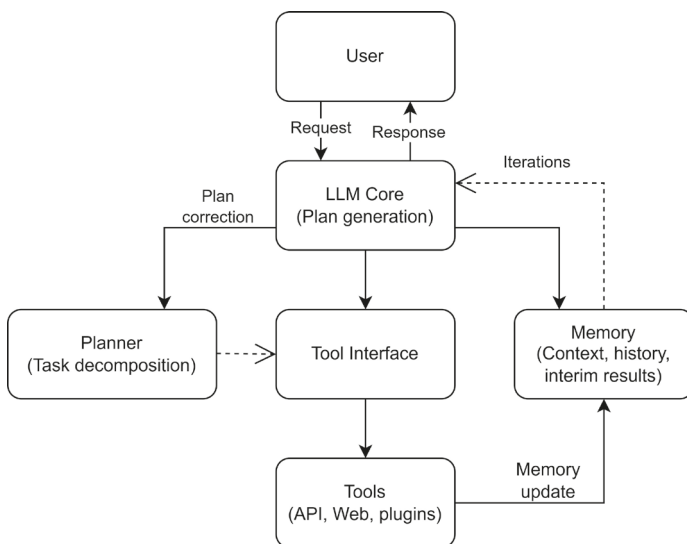 User
Request
Response
Iterations
LLM Core
(Plan generation)
Plan
correction
Planner
(Task decomposition)
Tool Interface
Memory
(Context, history,
interim results)
Tools
(API, Web, plugins)
Memory
update